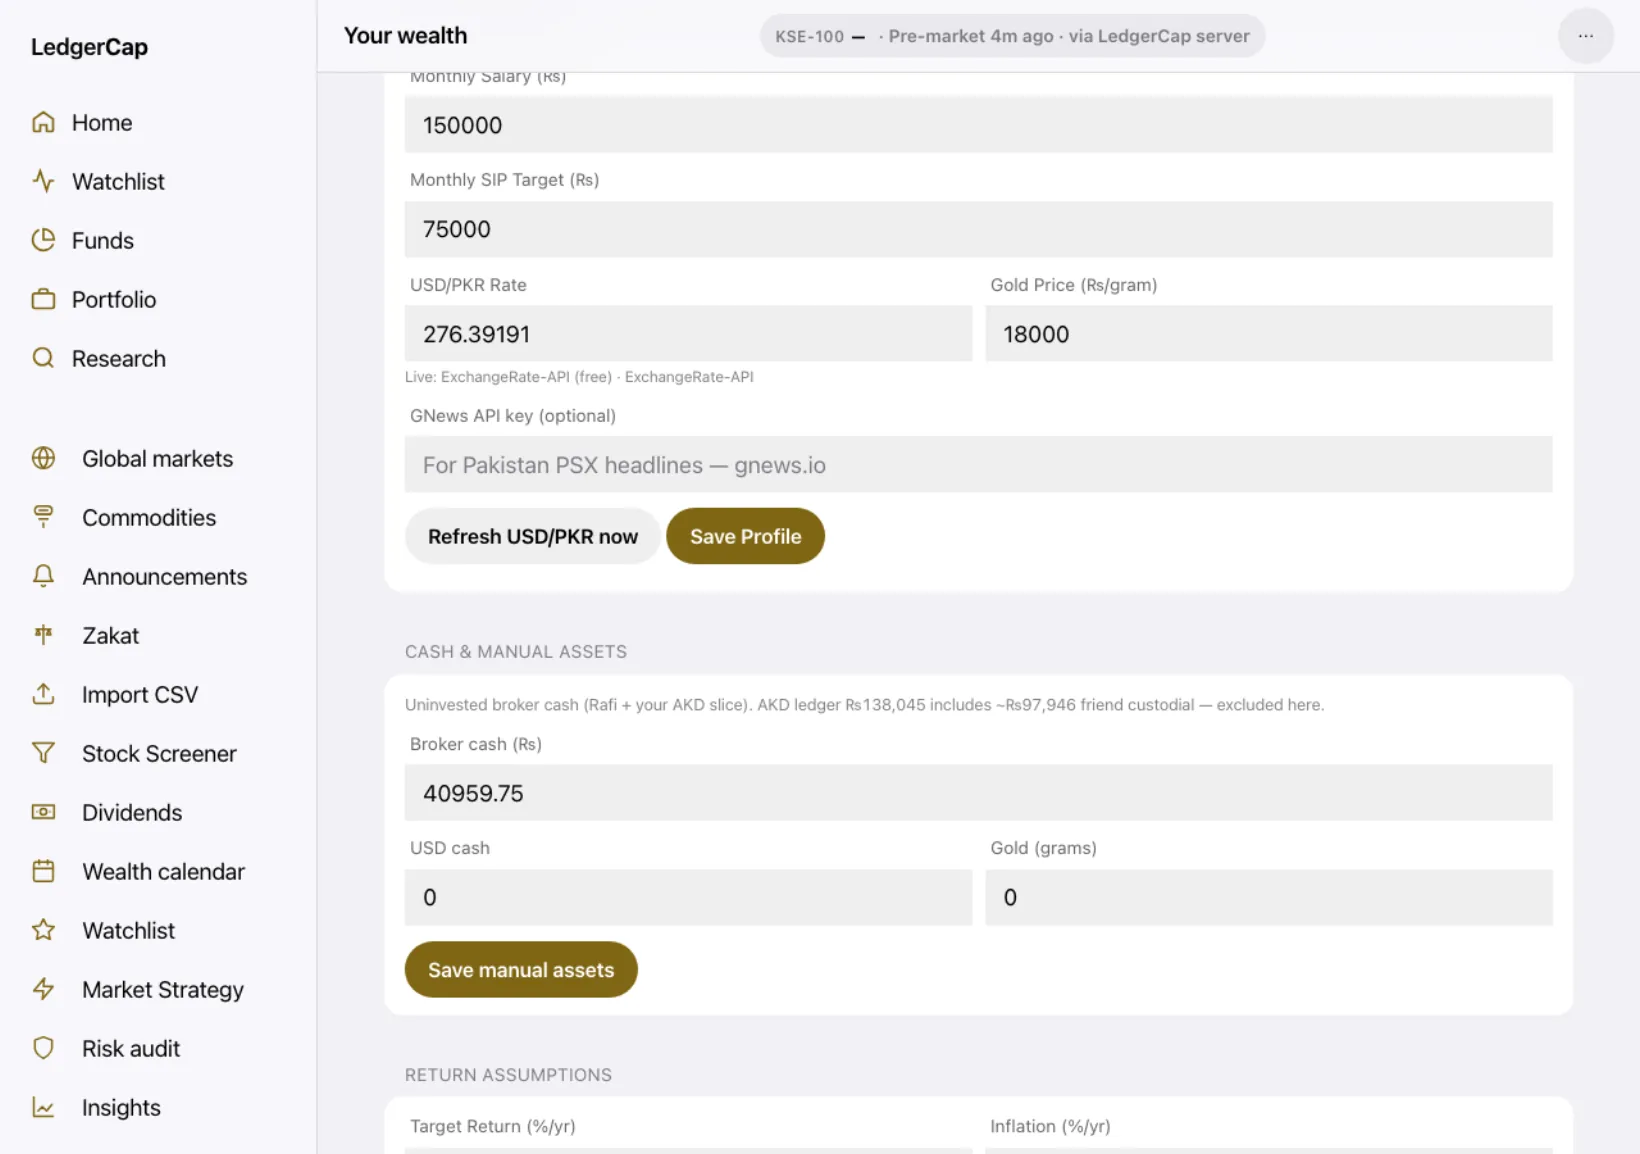 LedgerCap
Home
Watchlist
Funds
Portfolio
Research
Global markets
Commodities
Announcements
Zakat
Import CSV
Stock Screener
Dividends
Wealth calendar
Watchlist
Market Strategy
Risk audit
Insights
Your wealth
KSE-100 — · Pre-market 4m ago · via LedgerCap server
...
Monthly Salary (₨)
150000
Monthly SIP Target (₨)
75000
USD/PKR Rate
Gold Price (₨/gram)
276.39191
18000
Live: ExchangeRate-API (free) · ExchangeRate-API
GNews API key (optional)
For Pakistan PSX headlines — gnews.io
Refresh USD/PKR now
Save Profile
CASH & MANUAL ASSETS
Uninvested broker cash (Rafi + your AKD slice). AKD ledger ₨138,045 includes ~₨97,946 friend custodial — excluded here.
Broker cash (₨)
40959.75
USD cash
Gold (grams)
0
0
Save manual assets
RETURN ASSUMPTIONS
Target Return (%/yr)
Inflation (%/yr)